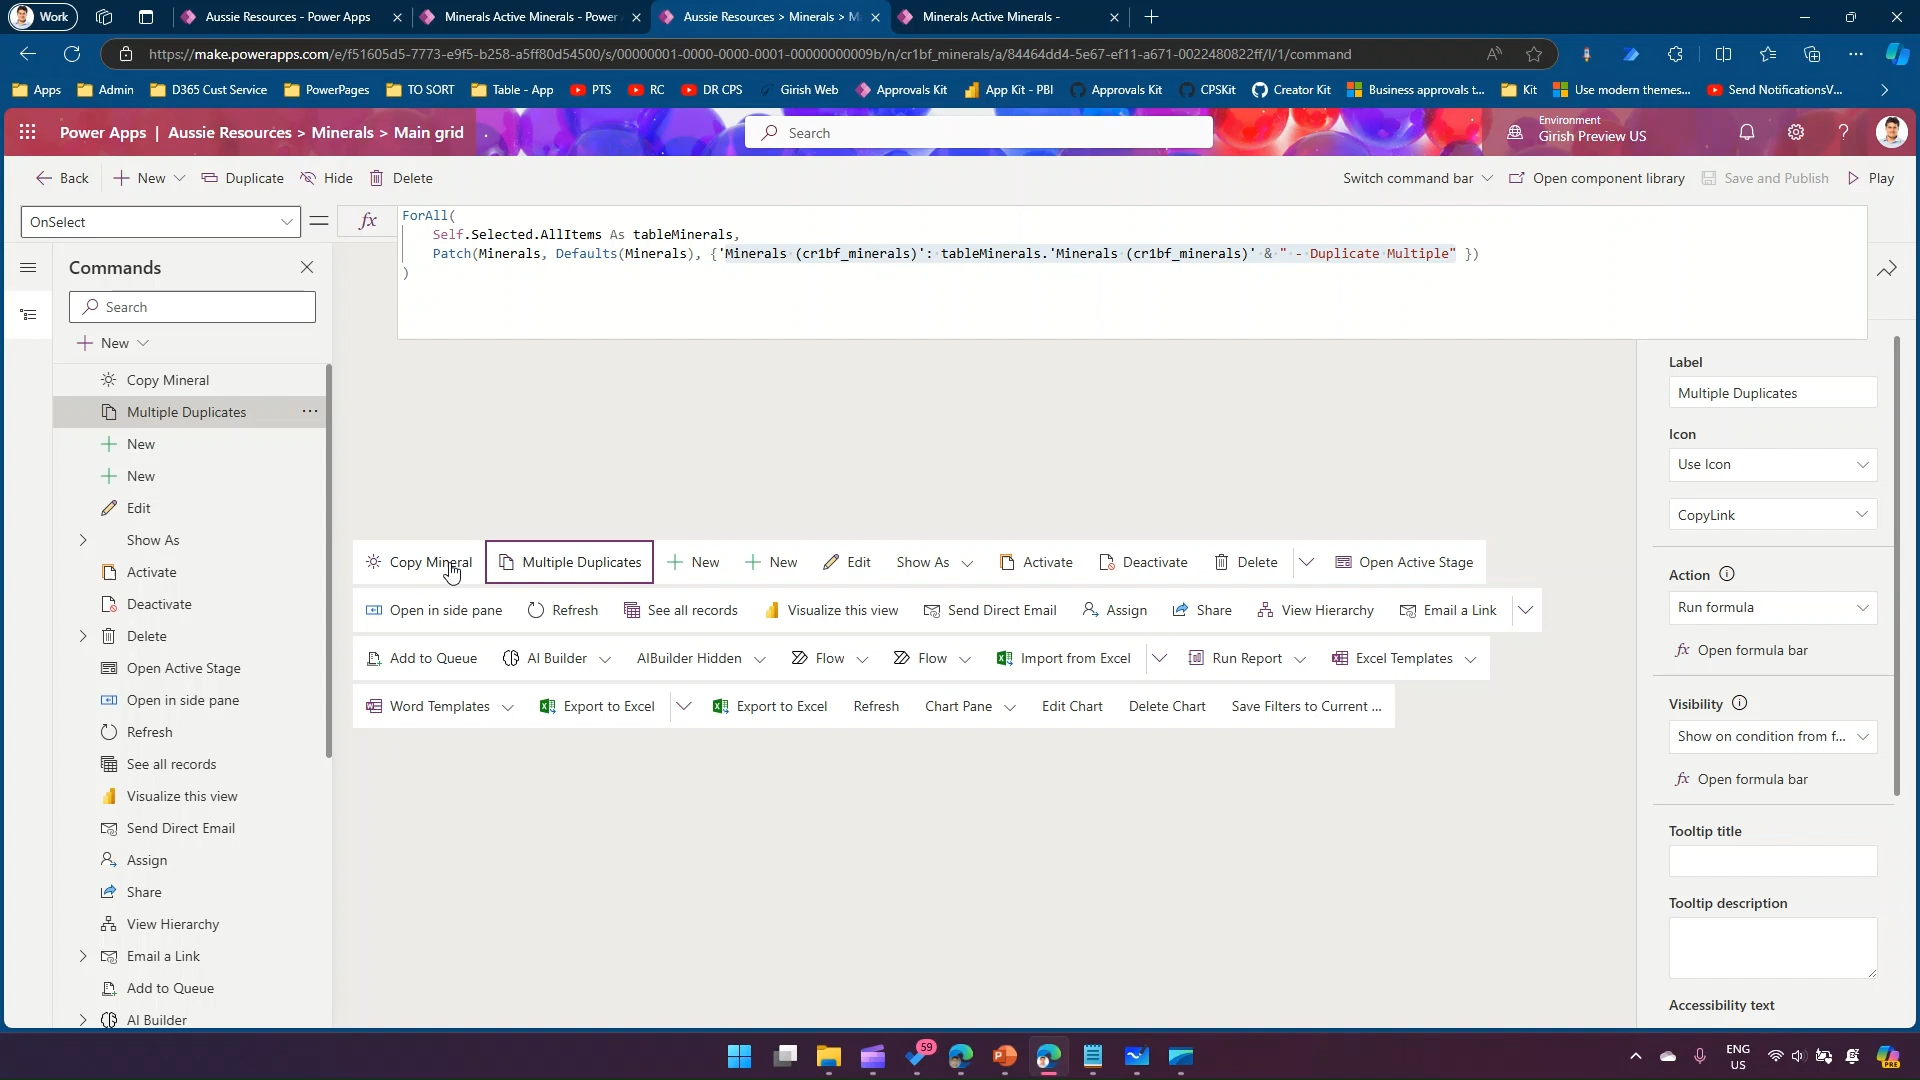 Work
Aussie Resources - Power Apps
Minerals Active Minerals - Power
Aussie Resources > Minerals > M
Minerals Active Minerals -
https://make.powerapps.com/e/f51605d5-7773-e9f5-b258-a5ff80d54500/s/00000001-0000-0000-0001-00000000009b/n/cr1bf_minerals/a/84464dd4-5e67-ef11-a671-0022480822ff/l/1/command
Apps Admin D365 Cust Service PowerPages TO SORT Table - App PTS RC DR CPS Girish Web Approvals Kit App Kit - PBI Approvals Kit CPSKit Creator Kit Business approvals t... Kit Use modern themes... Send NotificationsV...
Power Apps | Aussie Resources > Minerals > Main grid
Search
Environment
Girish Preview US
Back New Duplicate Hide Delete
Switch command bar Open component library Save and Publish Play
OnSelect
= fx
ForAll(
Self.Selected.AllItems As tableMinerals,
Patch(Minerals, Defaults(Minerals), {'Minerals (cr1bf_minerals)': tableMinerals.'Minerals (cr1bf_minerals)' & " - Duplicate Multiple" })
)
Commands
Search
New
Copy Mineral
Multiple Duplicates ...
New
New
Edit
Show As
Activate
Deactivate
Delete
Open Active Stage
Open in side pane
Refresh
See all records
Visualize this view
Send Direct Email
Assign
Share
View Hierarchy
Email a Link
Add to Queue
AI Builder
Copy Mineral Multiple Duplicates New New Edit Show As Activate Deactivate Delete Open Active Stage
Open in side pane Refresh See all records Visualize this view Send Direct Email Assign Share View Hierarchy Email a Link
Add to Queue AI Builder AIBuilder Hidden Flow Flow Import from Excel Run Report Excel Templates
Word Templates Export to Excel Export to Excel Refresh Chart Pane Edit Chart Delete Chart Save Filters to Current ...
Label
Multiple Duplicates
Icon
Use Icon
CopyLink
Action
Run formula
fx Open formula bar
Visibility
Show on condition from f...
fx Open formula bar
Tooltip title
Tooltip description
Accessibility text
59
ENG
US
PRE